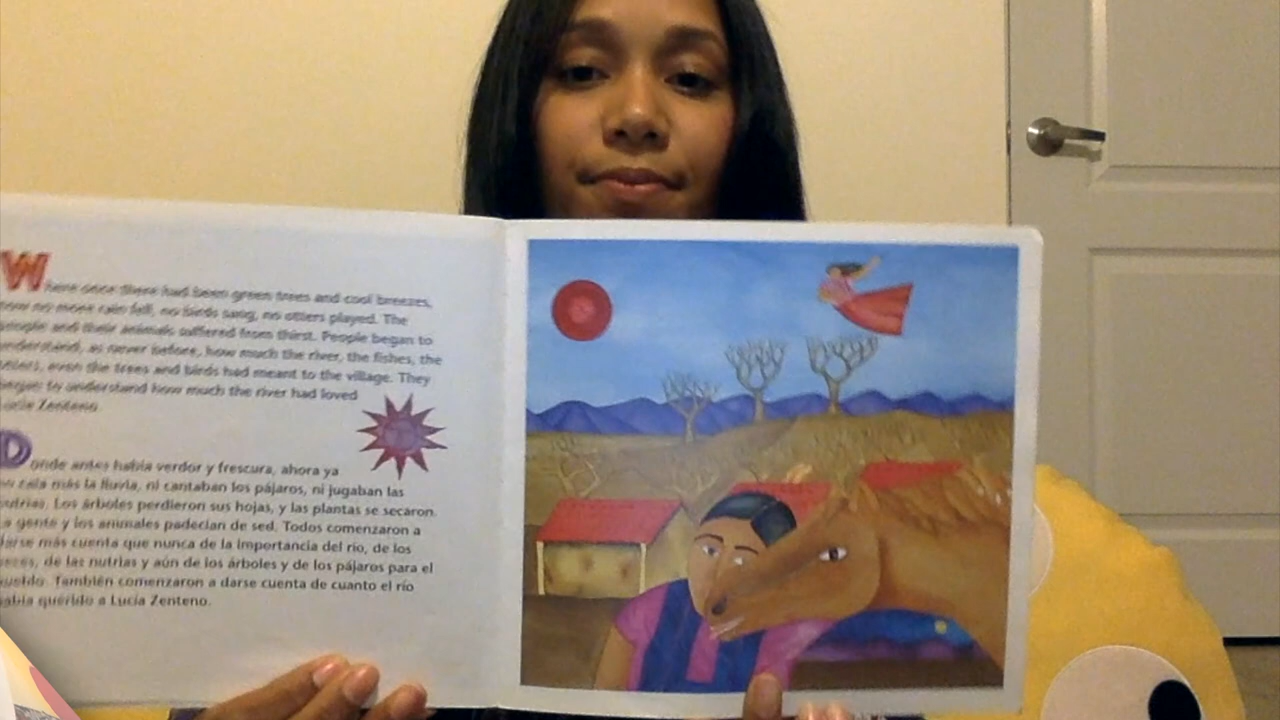 Where once there had been green trees and cool breezes,
now no more rain fell, no birds sang, no otters played. The
people and their animals suffered from thirst. People began to
understand, as never before, how much the river, the fishes, the
otters, even the trees and birds had meant to the village. They
began to understand how much the river had loved
Lucia Zenteno.
Donde antes había verdor y frescura, ahora ya
no caía más la lluvia, ni cantaban los pájaros, ni jugaban las
nutrias. Los árboles perdieron sus hojas, y las plantas se secaron.
La gente y los animales padecían de sed. Todos comenzaron a
darse más cuenta que nunca de la importancia del río, de los
peces, de las nutrias y aún de los árboles y de los pájaros para el
pueblo. También comenzaron a darse cuenta de cuanto el río
había querido a Lucía Zenteno.